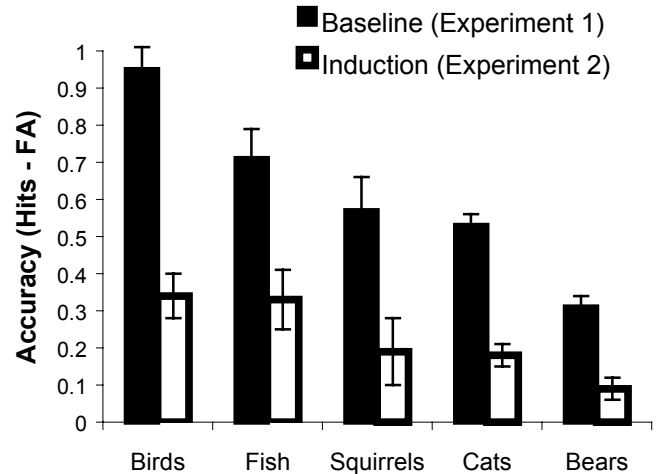 Baseline (Experiment 1)
Induction (Experiment 2)
Accuracy (Hits - FA)
1
0.9
0.8
0.7
0.6
0.5
0.4
0.3
0.2
0.1
0
Birds Fish Squirrels Cats Bears